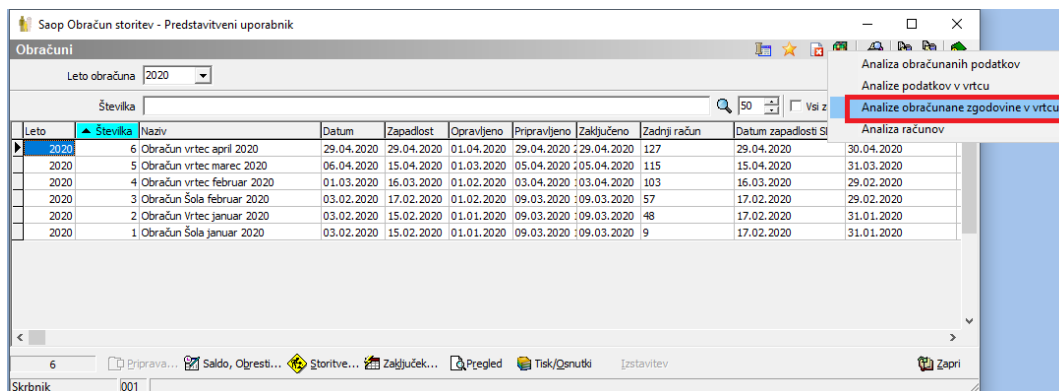 Saop Obračun storitev - Predstavitveni uporabnik
Obračuni
Leto obračuna 2020
Številka 50 Vsi
Analiza obračunanih podatkov
Analize podatkov v vrtcu
Analize obračunane zgodovine v vrtcu
Analiza računov
Leto Številka Naziv Datum Zapadlost Opravljeno Pripravljeno Zaključeno Zadnji račun Datum zapadlosti
2020 6 Obračun vrtec april 2020 29.04.2020 29.04.2020 01.04.2020 29.04.2020 29.04.2020 127 29.04.2020 30.04.2020
2020 5 Obračun vrtec marec 2020 06.04.2020 15.04.2020 01.03.2020 05.04.2020 05.04.2020 115 15.04.2020 31.03.2020
2020 4 Obračun vrtec februar 2020 01.03.2020 16.03.2020 01.02.2020 03.04.2020 03.04.2020 103 16.03.2020 29.02.2020
2020 3 Obračun Šola februar 2020 03.02.2020 17.02.2020 01.02.2020 09.03.2020 09.03.2020 57 17.02.2020 29.02.2020
2020 2 Obračun Vrtec januar 2020 03.02.2020 15.02.2020 01.01.2020 09.03.2020 09.03.2020 48 17.02.2020 31.01.2020
2020 1 Obračun Šola januar 2020 03.02.2020 15.02.2020 01.01.2020 09.03.2020 09.03.2020 9 17.02.2020 31.01.2020
6 Priprava... Saldo, Obresti... Storitve... Zaključek... Pregled Tisk/Osnutki Izstavitev Zapri
Skrbnik 001